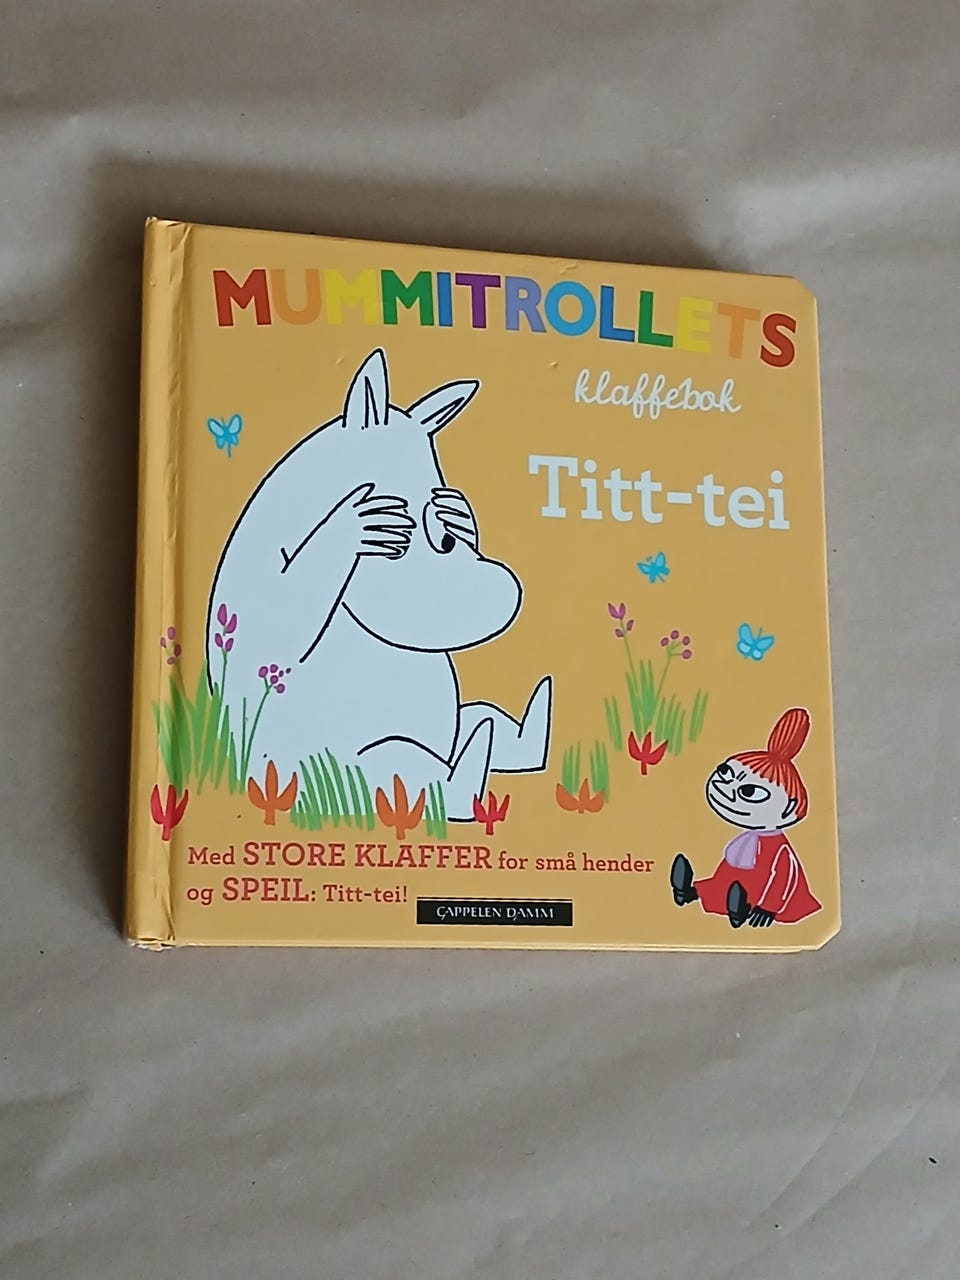 MUMMITROLLETS
klaffebok
Titt-tei
Med STORE KLAFFER for små hender
og SPEIL: Titt-tei!
CAPPELEN DAMM